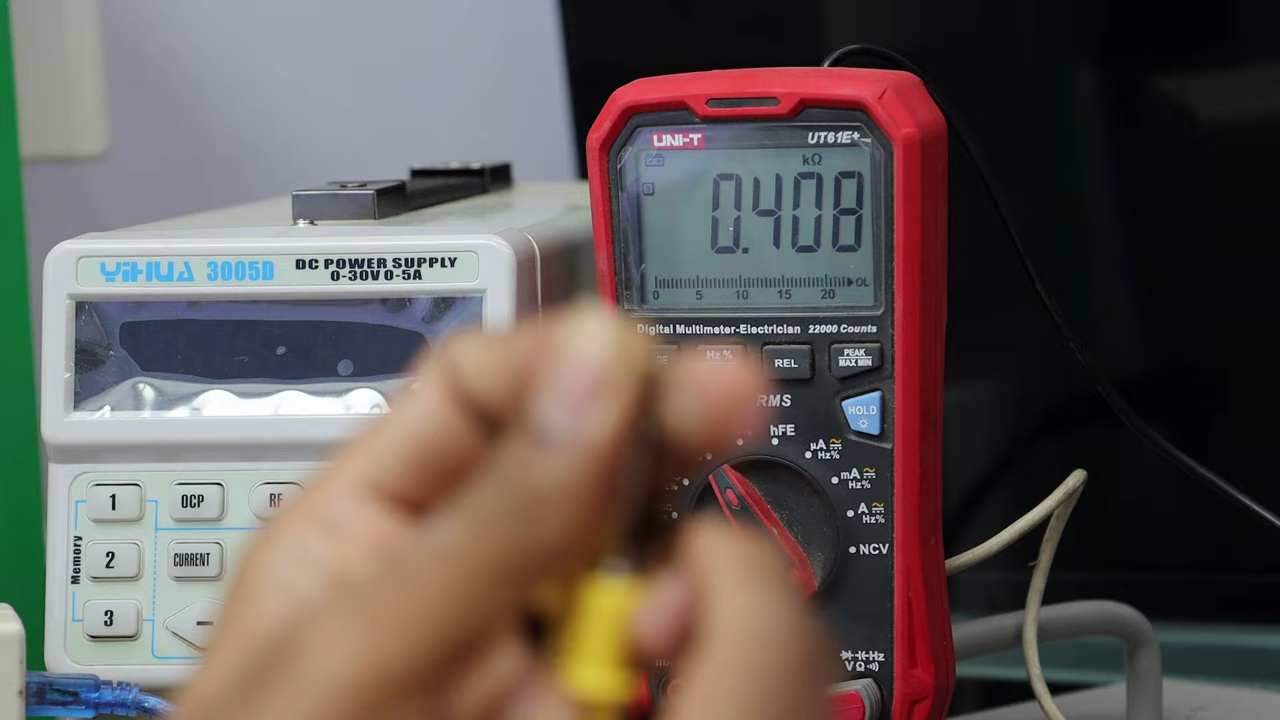 YIHUA 3005D
DC POWER SUPPLY
0-30V 0-5A
1
OCP
2
CURRENT
3
Memory
UNI-T
UT61E+
kΩ
0.408
0 5 10 15 20 OL
Digital Multimeter-Electrician 22000 Counts
Hz%
REL
PEAK
MAX MIN
RMS
HOLD
hFE
µA
Hz%
mA
Hz%
A
Hz%
NCV
Hz
VΩ